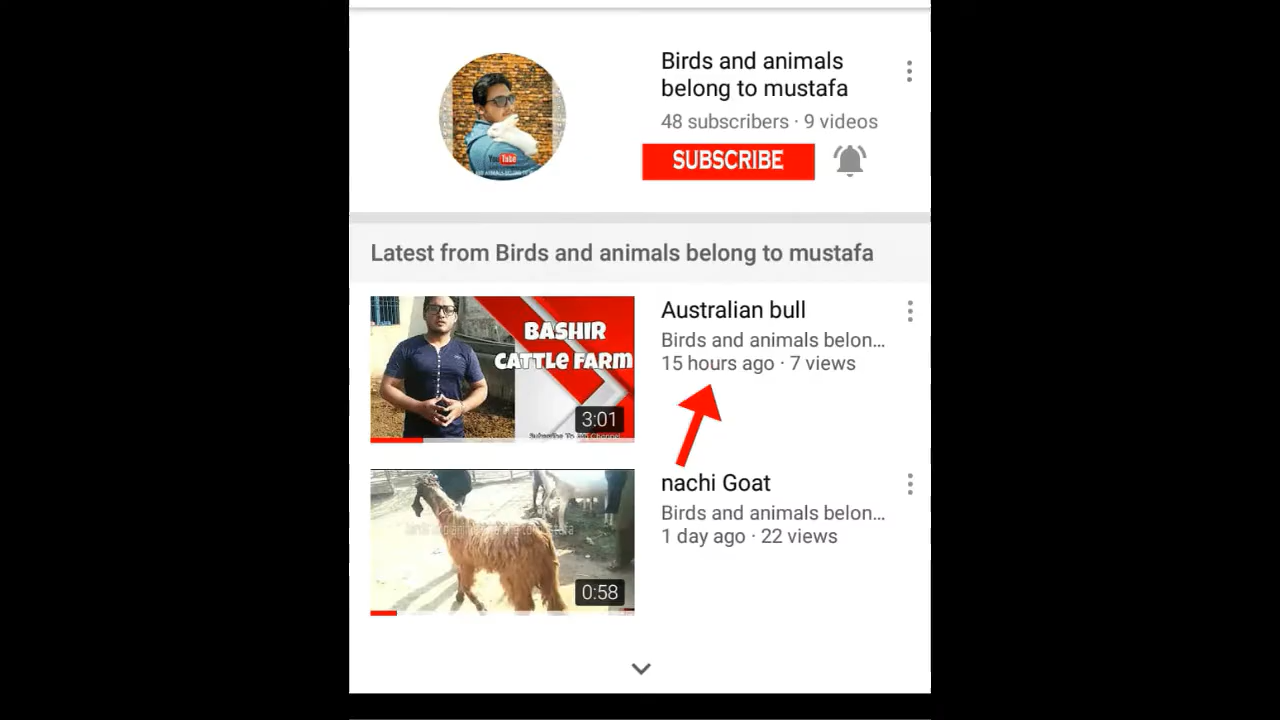 Birds and animals
belong to mustafa
48 subscribers · 9 videos
SUBSCRIBE
You Tube
Latest from Birds and animals belong to mustafa
BASHIR
CATTLE FARM
3:01
Australian bull
Birds and animals belon...
15 hours ago · 7 views
0:58
nachi Goat
Birds and animals belon...
1 day ago · 22 views